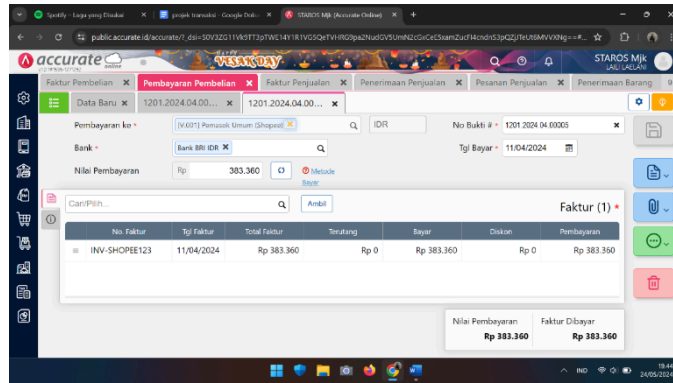 Spotify - Lagu yang Disukai
projek transaksi - Google Doku
STAROS Mjk (Accurate Online)
accurate
online
HAPPY
VESAK DAY
STAROS Mjk
LAILI LAELANI
Faktur Pembelian
Pembayaran Pembelian
Faktur Penjualan
Penerimaan Penjualan
Pesanan Penjualan
Penerimaan Barang
Data Baru
1201.2024.04.00...
1201.2024.04.00...
Pembayaran ke *
[V.001] Pemasok Umum (Shopee)
IDR
No Bukti # *
1201.2024.04.00005
Bank *
Bank BRI IDR
Tgl Bayar *
11/04/2024
Nilai Pembayaran
Rp
383.360
Metode
Bayar
Cari/Pilih...
Ambil
Faktur (1) *
No. Faktur Tgl Faktur Total Faktur Terutang Bayar Diskon Pembayaran
INV-SHOPEE123 11/04/2024 Rp 383.360 Rp 0 Rp 383.360 Rp 0 Rp 383.360
Nilai Pembayaran Faktur Dibayar
Rp 383.360 Rp 383.360
IND
19.44
24/05/2024